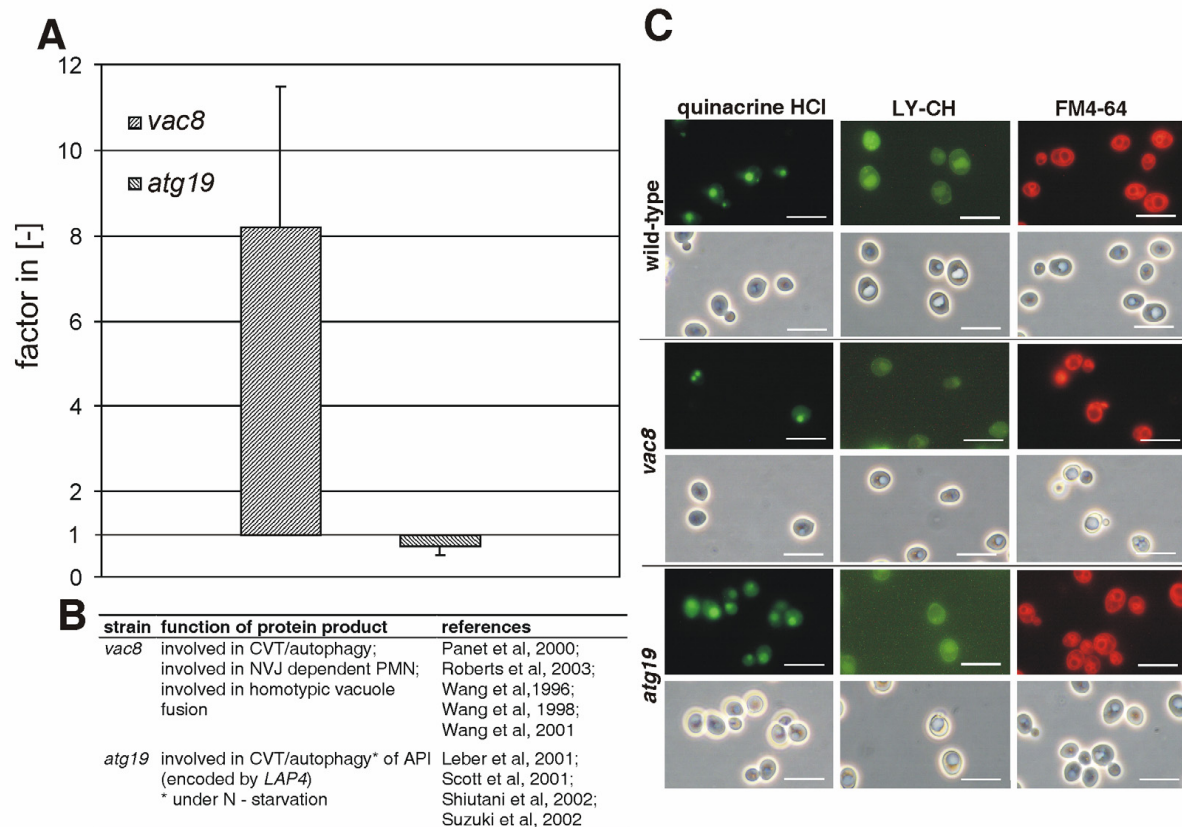 A
12
10
8
6
4
2
1
0
factor in [-]
vac8
atg19
B
strain function of protein product references
vac8 involved in CVT/autophagy; Panet et al, 2000;
involved in NVJ dependent PMN; Roberts et al, 2003;
involved in homotypic vacuole Wang et al,1996;
fusion Wang et al, 1998;
Wang et al, 2001
atg19 involved in CVT/autophagy* of API Leber et al, 2001;
(encoded by LAP4) Scott et al, 2001;
* under N - starvation Shiutani et al, 2002;
Suzuki et al, 2002
C
quinacrine HCl LY-CH FM4-64
wild-type
vac8
atg19